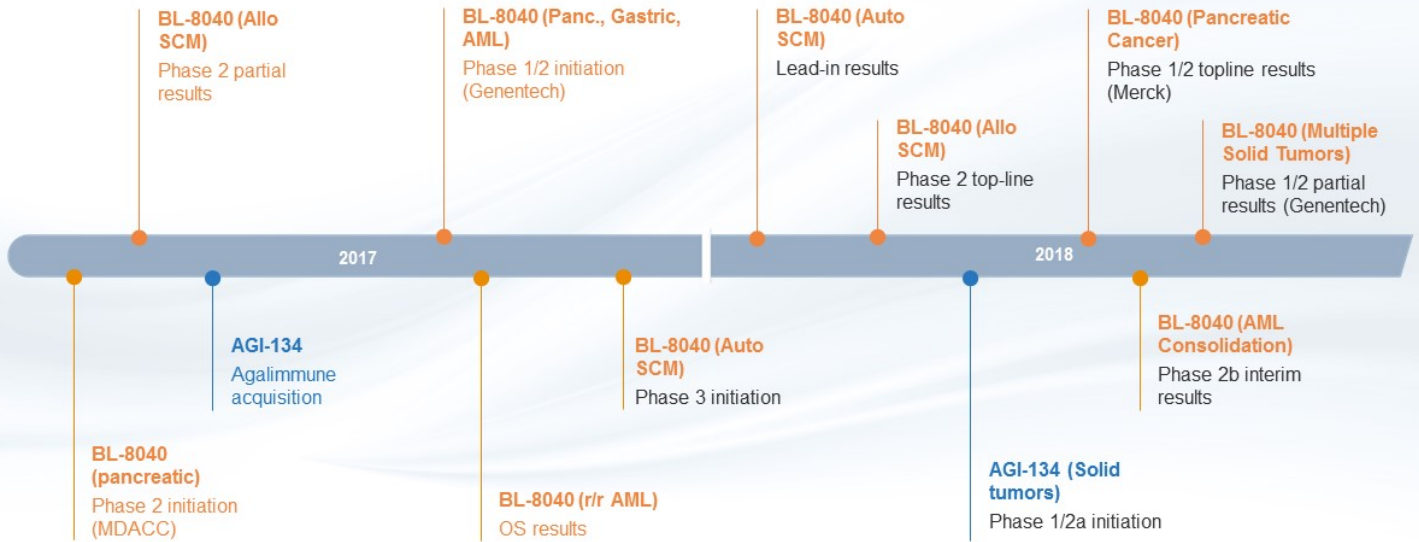 BL-8040 (Allo
SCM)
Phase 2 partial
results
BL-8040 (Panc., Gastric,
AML)
Phase 1/2 initiation
(Genentech)
BL-8040 (Auto
SCM)
Lead-in results
BL-8040 (Allo
SCM)
Phase 2 top-line
results
BL-8040 (Pancreatic
Cancer)
Phase 1/2 topline results
(Merck)
BL-8040 (Multiple
Solid Tumors)
Phase 1/2 partial
results (Genentech)
2017
2018
BL-8040
(pancreatic)
Phase 2 initiation
(MDACC)
AGI-134
Agalimmune
acquisition
BL-8040 (r/r AML)
OS results
BL-8040 (Auto
SCM)
Phase 3 initiation
AGI-134 (Solid
tumors)
Phase 1/2a initiation
BL-8040 (AML
Consolidation)
Phase 2b interim
results